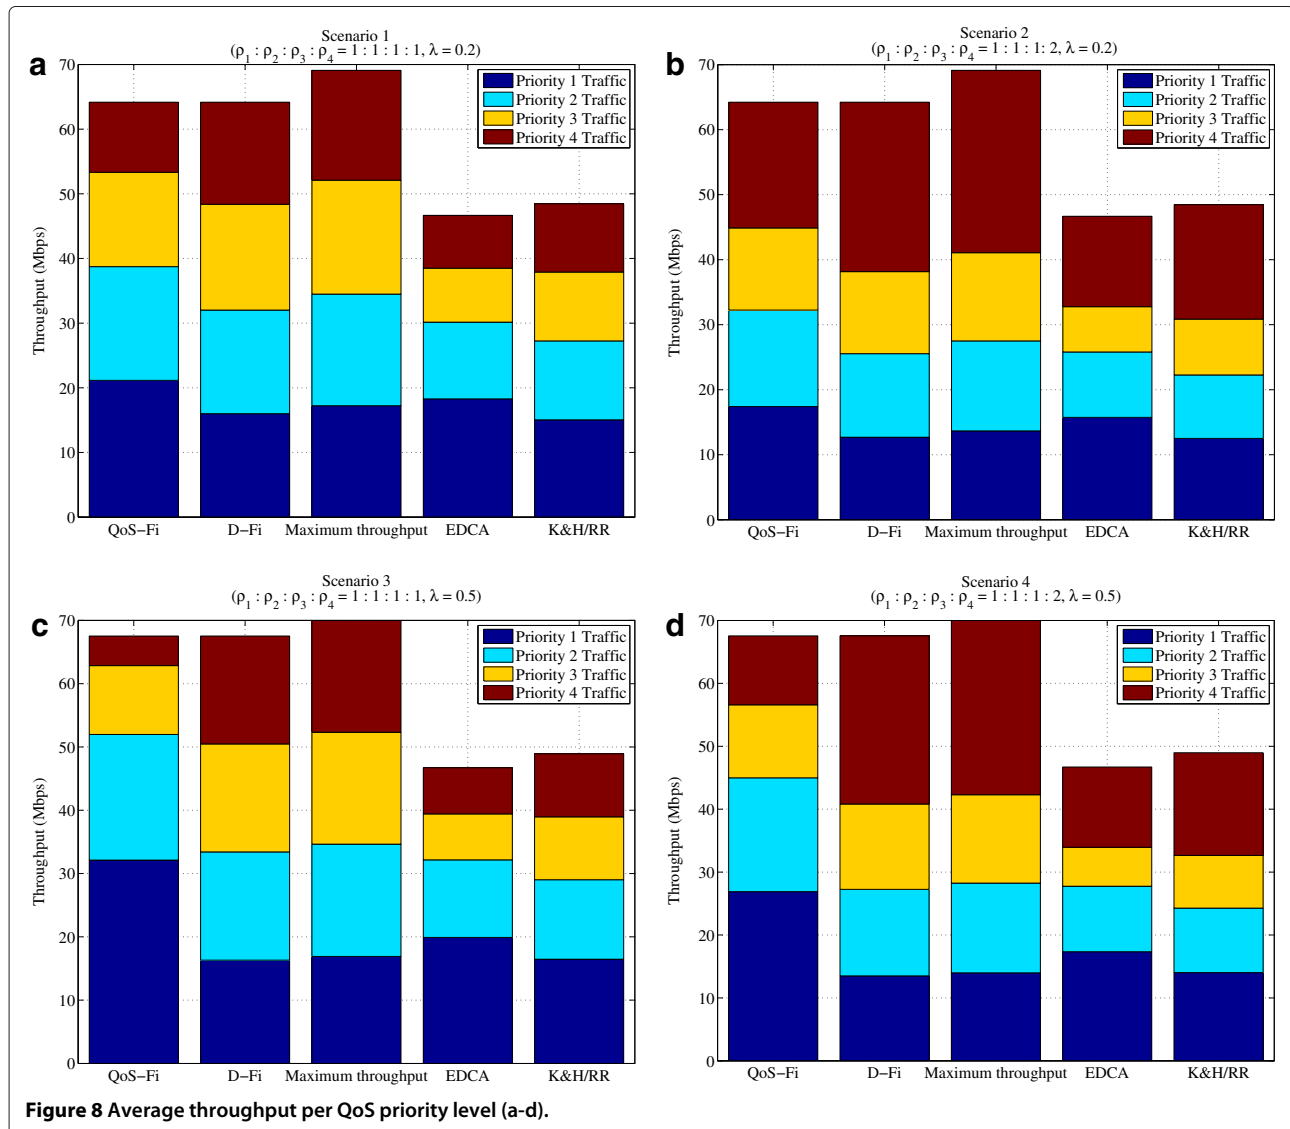 Scenario 1
(ρ1 : ρ2 : ρ3 : ρ4 = 1 : 1 : 1 : 1, λ = 0.2)
a
70
60
50
40
30
20
10
0
Throughput (Mbps)
Priority 1 Traffic
Priority 2 Traffic
Priority 3 Traffic
Priority 4 Traffic
QoS−Fi D−Fi Maximum throughput EDCA K&H/RR
Scenario 2
(ρ1 : ρ2 : ρ3 : ρ4 = 1 : 1 : 1: 2, λ = 0.2)
b
70
60
50
40
30
20
10
0
Throughput (Mbps)
Priority 1 Traffic
Priority 2 Traffic
Priority 3 Traffic
Priority 4 Traffic
QoS−Fi D−Fi Maximum throughput EDCA K&H/RR
Scenario 3
(ρ1 : ρ2 : ρ3 : ρ4 = 1 : 1 : 1 : 1, λ = 0.5)
c
70
60
50
40
30
20
10
0
Throughput (Mbps)
Priority 1 Traffic
Priority 2 Traffic
Priority 3 Traffic
Priority 4 Traffic
QoS−Fi D−Fi Maximum throughput EDCA K&H/RR
Scenario 4
(ρ1 : ρ2 : ρ3 : ρ4 = 1 : 1 : 1 : 2, λ = 0.5)
d
70
60
50
40
30
20
10
0
Throughput (Mbps)
Priority 1 Traffic
Priority 2 Traffic
Priority 3 Traffic
Priority 4 Traffic
QoS−Fi D−Fi Maximum throughput EDCA K&H/RR
Figure 8 Average throughput per QoS priority level (a-d).